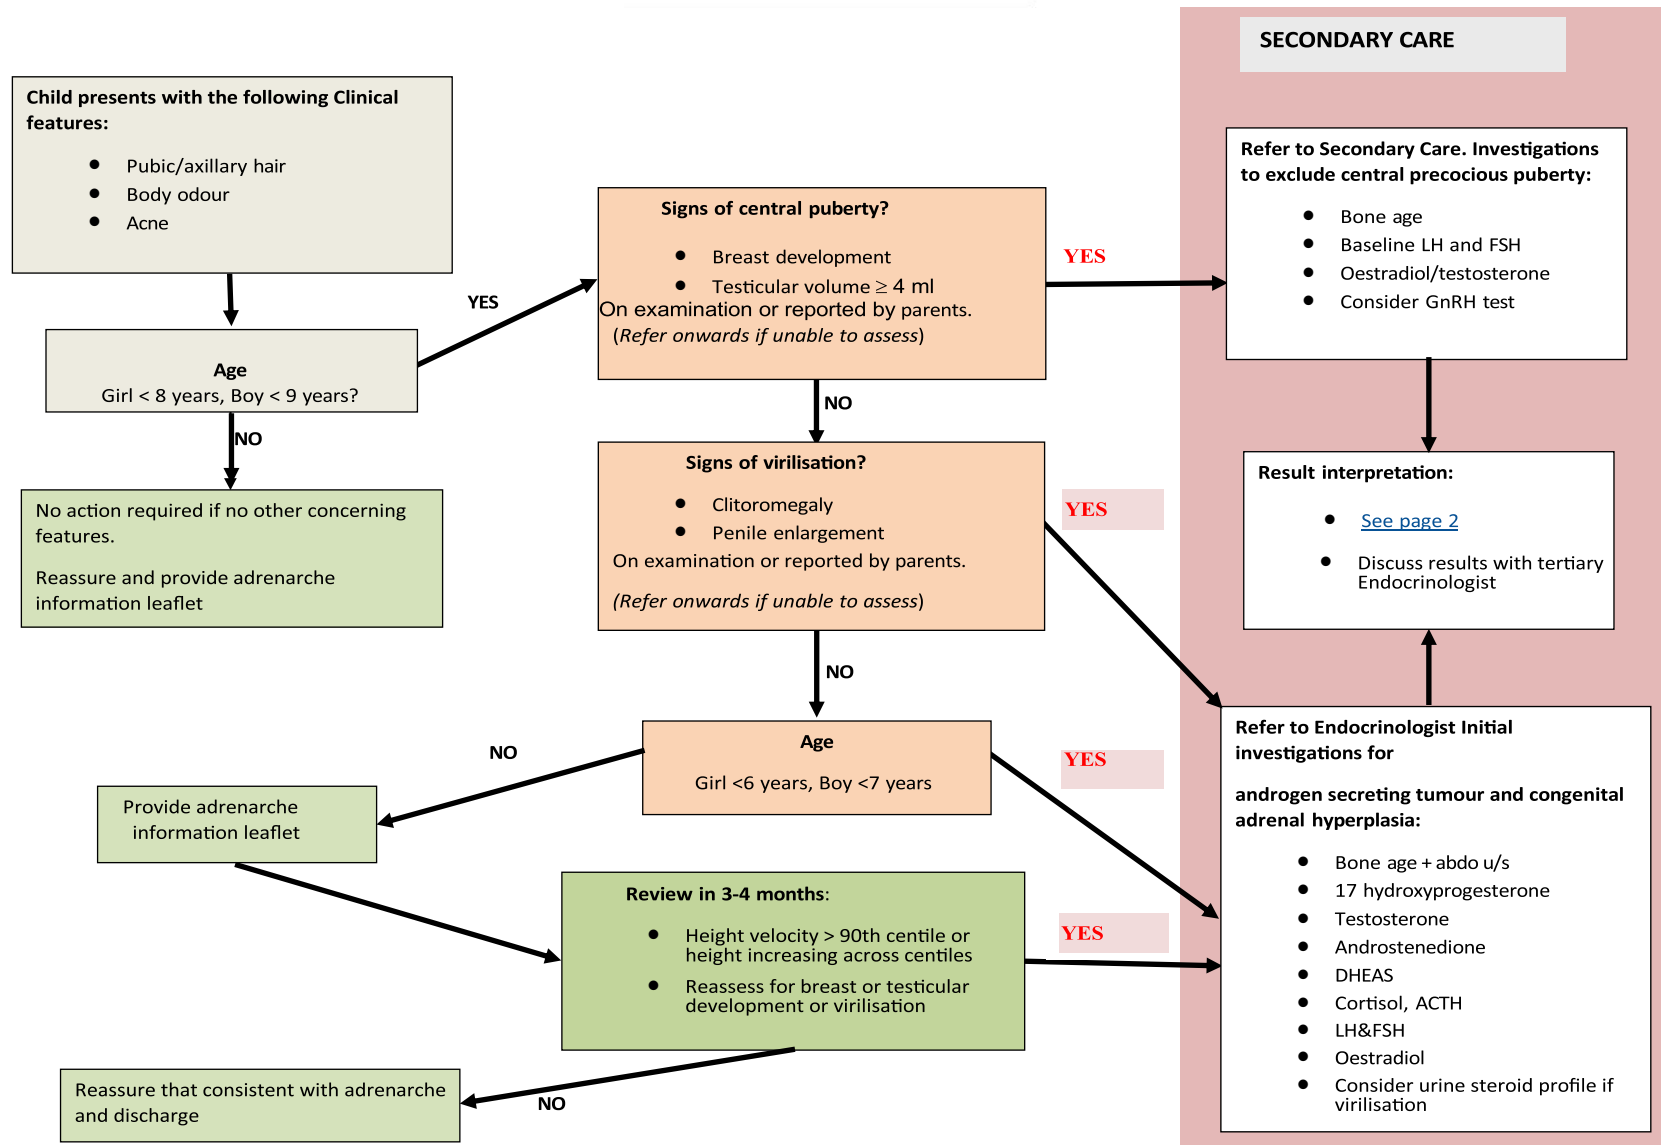 SECONDARY CARE
Child presents with the following Clinical
features:
● Pubic/axillary hair
● Body odour
● Acne
Age
Girl < 8 years, Boy < 9 years?
YES
NO
No action required if no other concerning
features.
Reassure and provide adrenarche
information leaflet
Signs of central puberty?
● Breast development
● Testicular volume ≥ 4 ml
On examination or reported by parents.
(Refer onwards if unable to assess)
YES
NO
Refer to Secondary Care. Investigations
to exclude central precocious puberty:
● Bone age
● Baseline LH and FSH
● Oestradiol/testosterone
● Consider GnRH test
Signs of virilisation?
● Clitoromegaly
● Penile enlargement
On examination or reported by parents.
(Refer onwards if unable to assess)
YES
NO
Result interpretation:
● See page 2
● Discuss results with tertiary
Endocrinologist
Age
Girl <6 years, Boy <7 years
NO
YES
Provide adrenarche
information leaflet
Review in 3-4 months:
● Height velocity > 90th centile or
height increasing across centiles
● Reassess for breast or testicular
development or virilisation
YES
NO
Reassure that consistent with adrenarche
and discharge
Refer to Endocrinologist Initial
investigations for
androgen secreting tumour and congenital
adrenal hyperplasia:
● Bone age + abdo u/s
● 17 hydroxyprogesterone
● Testosterone
● Androstenedione
● DHEAS
● Cortisol, ACTH
● LH&FSH
● Oestradiol
● Consider urine steroid profile if
virilisation